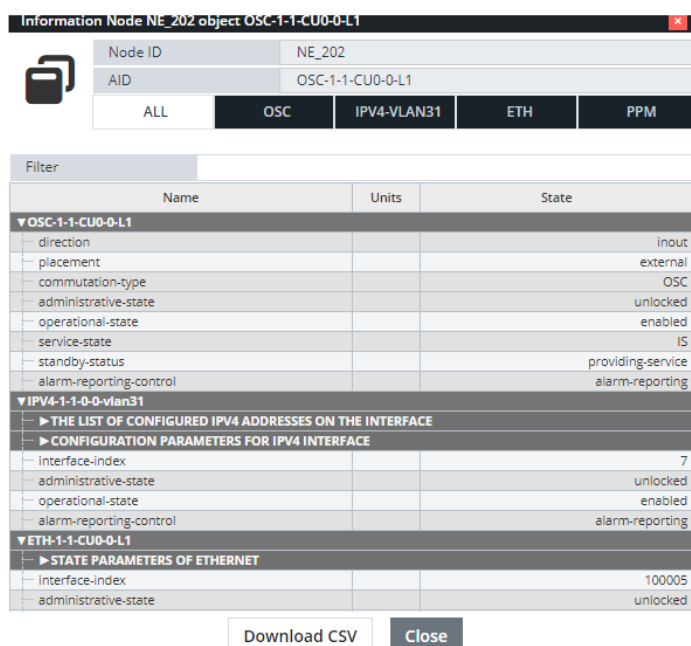 Information Node NE_202 object OSC-1-1-CU0-0-L1 ×
Node ID NE_202
AID OSC-1-1-CU0-0-L1
ALL OSC IPV4-VLAN31 ETH PPM
Filter
Name Units State
▼OSC-1-1-CU0-0-L1
direction inout
placement external
commutation-type OSC
administrative-state unlocked
operational-state enabled
service-state IS
standby-status providing-service
alarm-reporting-control alarm-reporting
▼IPV4-1-1-0-0-vlan31
►THE LIST OF CONFIGURED IPV4 ADDRESSES ON THE INTERFACE
►CONFIGURATION PARAMETERS FOR IPV4 INTERFACE
interface-index 7
administrative-state unlocked
operational-state enabled
alarm-reporting-control alarm-reporting
▼ETH-1-1-CU0-0-L1
►STATE PARAMETERS OF ETHERNET
interface-index 100005
administrative-state unlocked
Download CSV Close